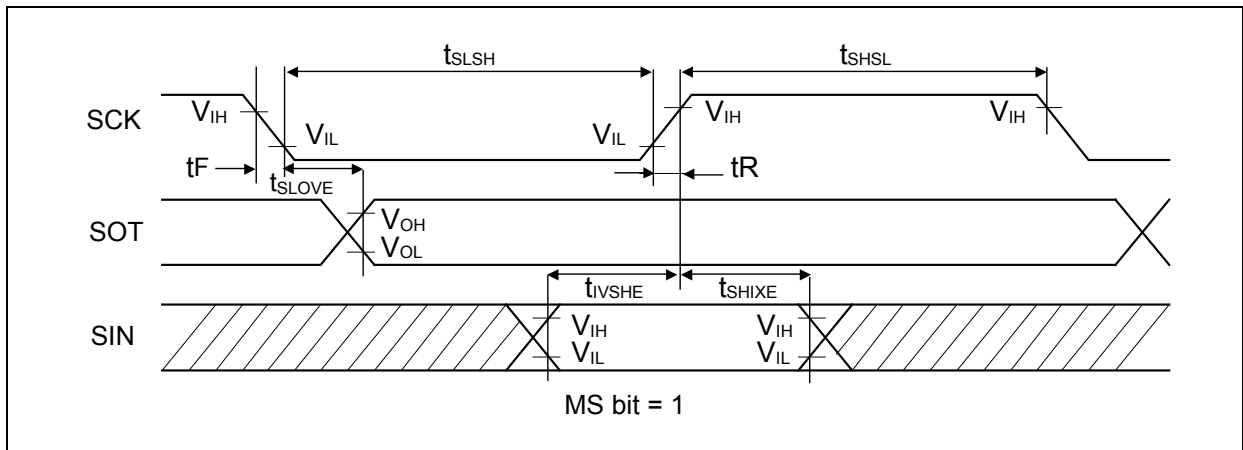 tSLSH tSHSL
SCK VIH VIL VIL VIH VIH
tF tSLOVE tR
SOT VOH
VOL
tIVSHE tSHIXE
SIN VIH VIH
VIL VIL
MS bit = 1